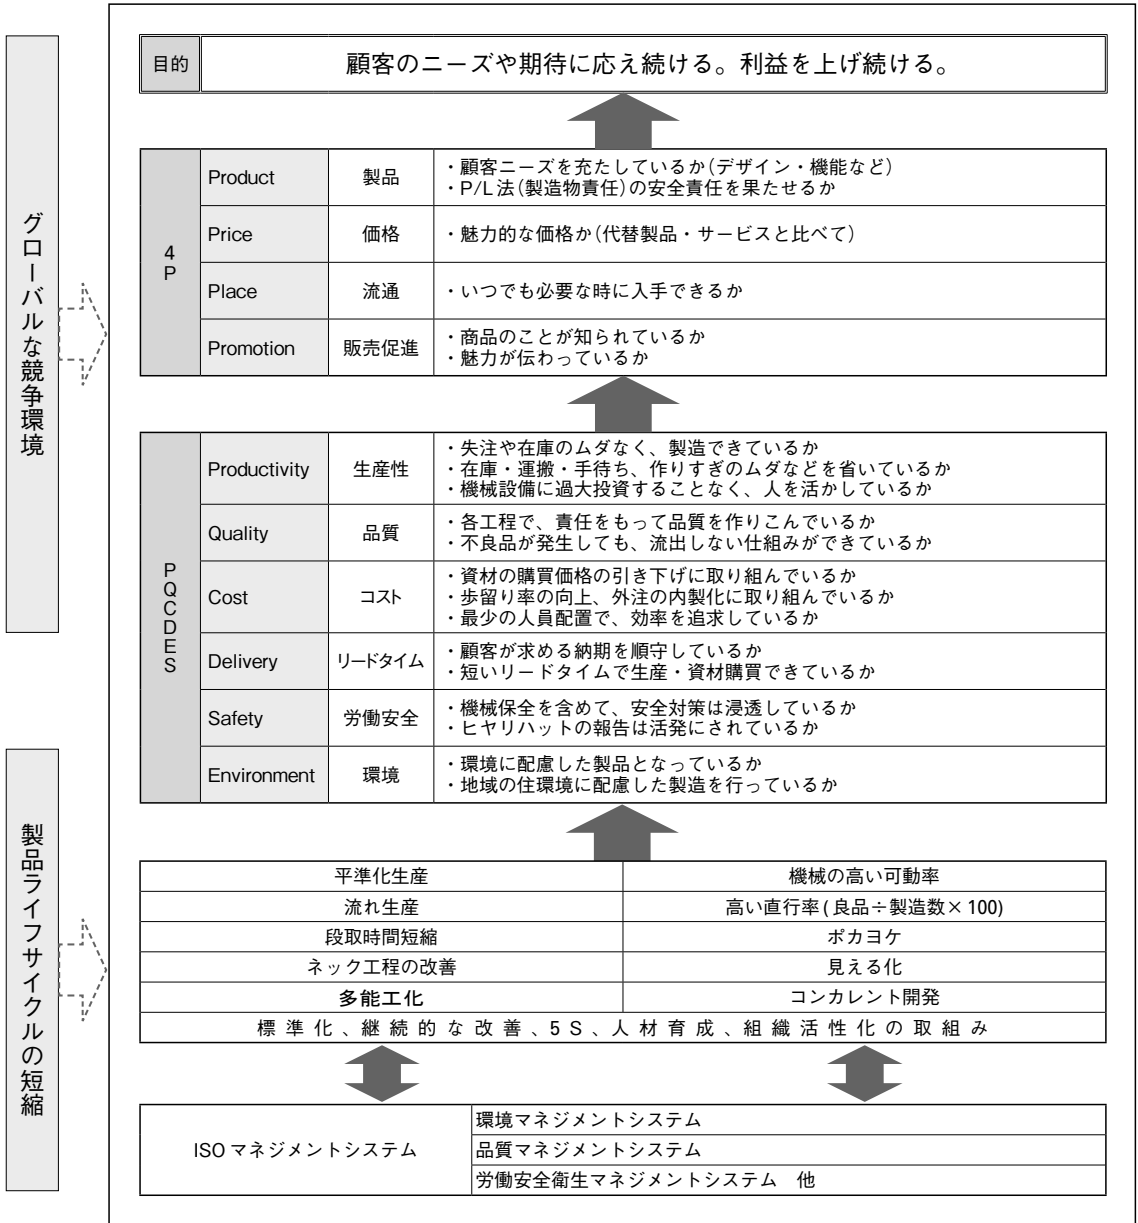 グローバルな競争環境
製品ライフサイクルの短縮
目的
顧客のニーズや期待に応え続ける。利益を上げ続ける。
4P
Product
製品
・顧客ニーズを充たしているか(デザイン・機能など)
・P/L法(製造物責任)の安全責任を果たせるか
Price
価格
・魅力的な価格か(代替製品・サービスと比べて)
Place
流通
・いつでも必要な時に入手できるか
Promotion
販売促進
・商品のことが知られているか
・魅力が伝わっているか
PQCDES
Productivity
生産性
・失注や在庫のムダなく、製造できているか
・在庫・運搬・手待ち、作りすぎのムダなどを省いているか
・機械設備に過大投資することなく、人を活かしているか
Quality
品質
・各工程で、責任をもって品質を作りこんでいるか
・不良品が発生しても、流出しない仕組みができているか
Cost
コスト
・資材の購買価格の引き下げに取り組んでいるか
・歩留り率の向上、外注の内製化に取り組んでいるか
・最少の人員配置で、効率を追求しているか
Delivery
リードタイム
・顧客が求める納期を順守しているか
・短いリードタイムで生産・資材購買できているか
Safety
労働安全
・機械保全を含めて、安全対策は浸透しているか
・ヒヤリハットの報告は活発にされているか
Environment
環境
・環境に配慮した製品となっているか
・地域の住環境に配慮した製造を行っているか
平準化生産
機械の高い可動率
流れ生産
高い直行率(良品÷製造数×100)
段取時間短縮
ポカヨケ
ネック工程の改善
見える化
多能工化
コンカレント開発
標準化、継続的な改善、5S、人材育成、組織活性化の取組み
ISOマネジメントシステム
環境マネジメントシステム
品質マネジメントシステム
労働安全衛生マネジメントシステム　他